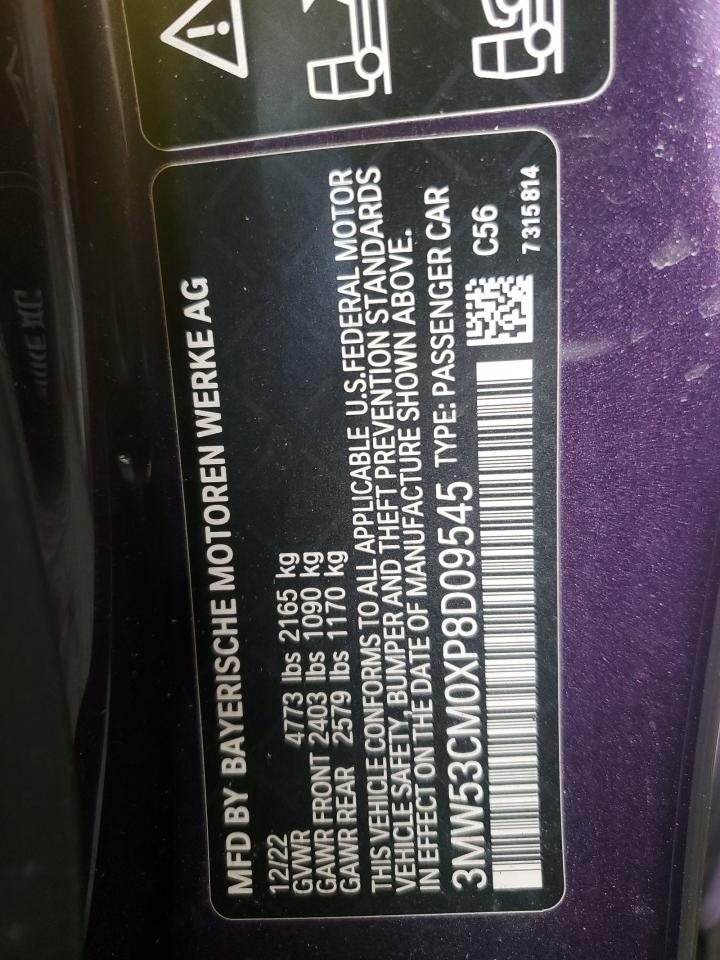 MFD BY BAYERISCHE MOTOREN WERKE AG
12/22
GVWR 4773 lbs 2165 kg
GAWR FRONT 2403 lbs 1090 kg
GAWR REAR 2579 lbs 1170 kg
THIS VEHICLE CONFORMS TO ALL APPLICABLE U.S.FEDERAL MOTOR
VEHICLE SAFETY, BUMPER AND THEFT PREVENTION STANDARDS
IN EFFECT ON THE DATE OF MANUFACTURE SHOWN ABOVE.
3MW53CM0XP8D09545 TYPE: PASSENGER CAR
C56
7315814